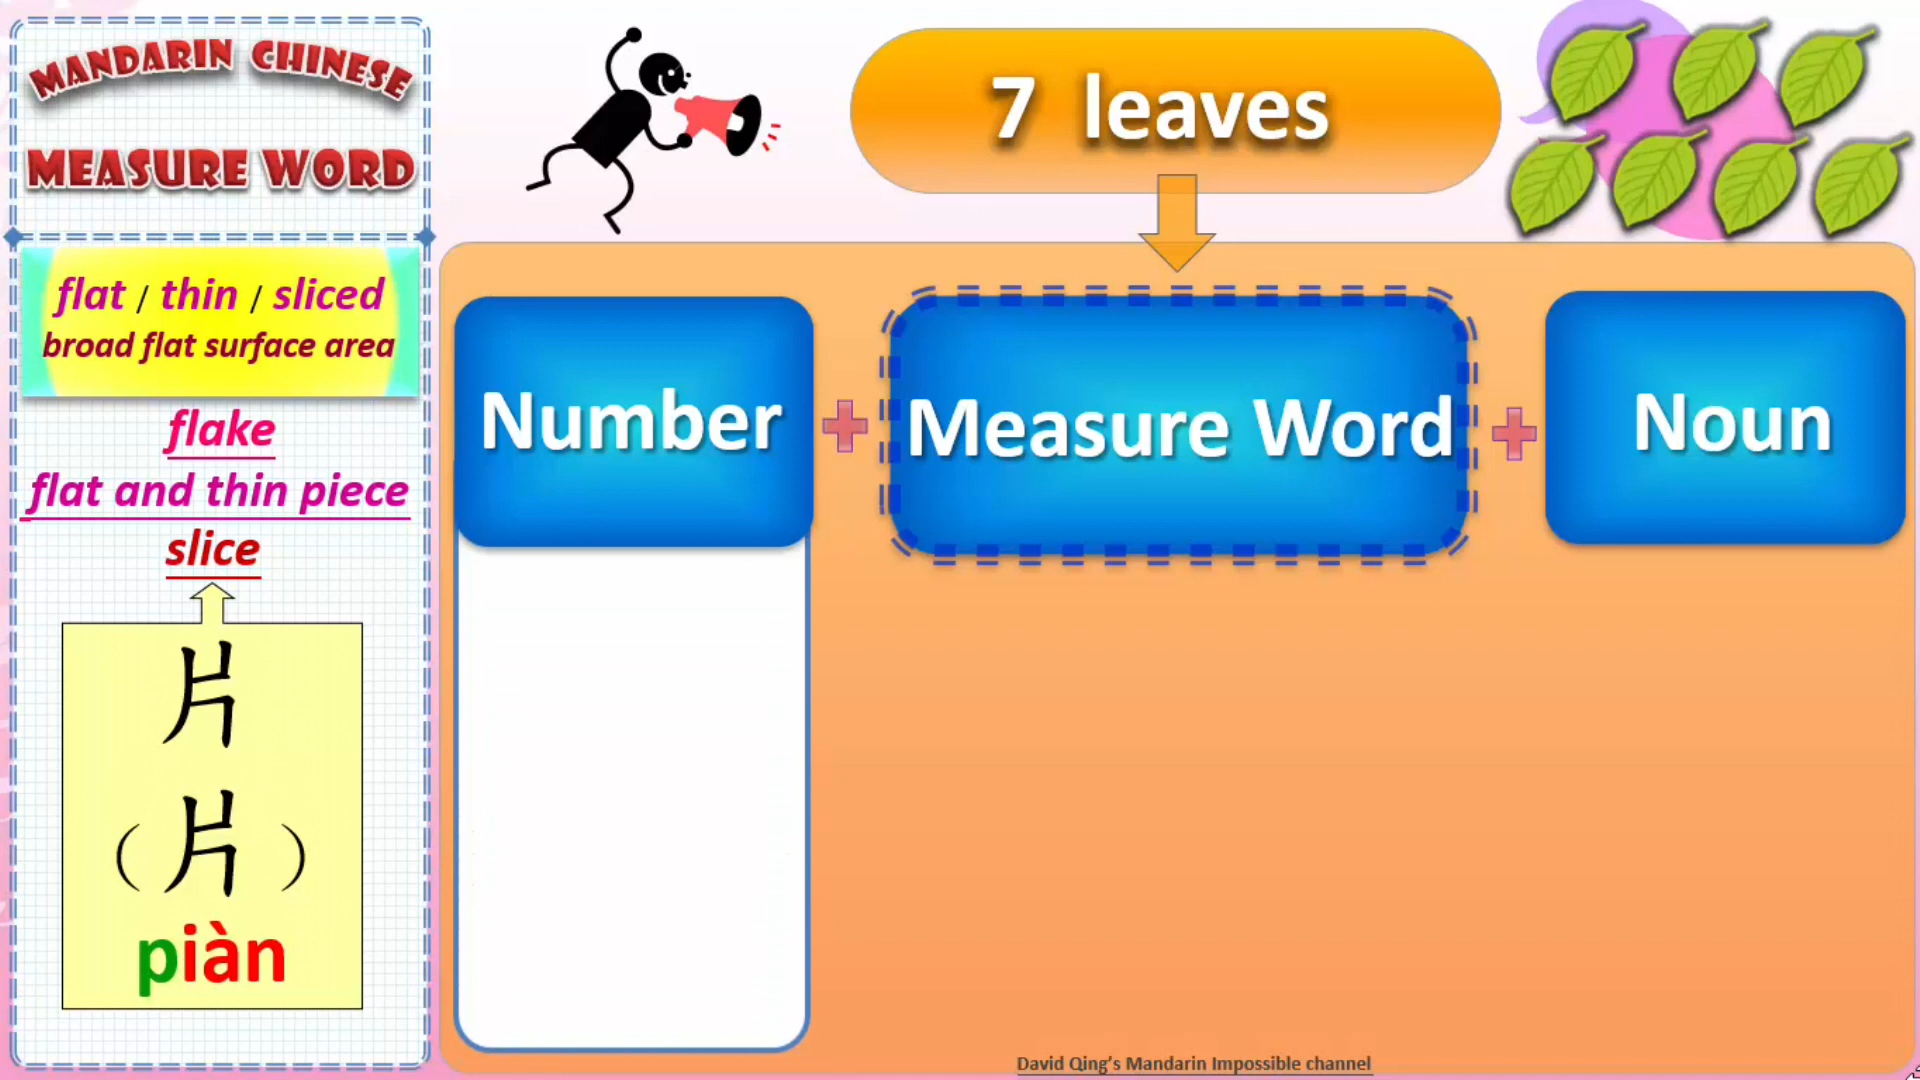 MANDARIN CHINESE
MEASURE WORD
flat / thin / sliced
broad flat surface area
flake
flat and thin piece
slice
片
(片)
piàn
7 leaves
Number + Measure Word + Noun
David Qing's Mandarin Impossible channel